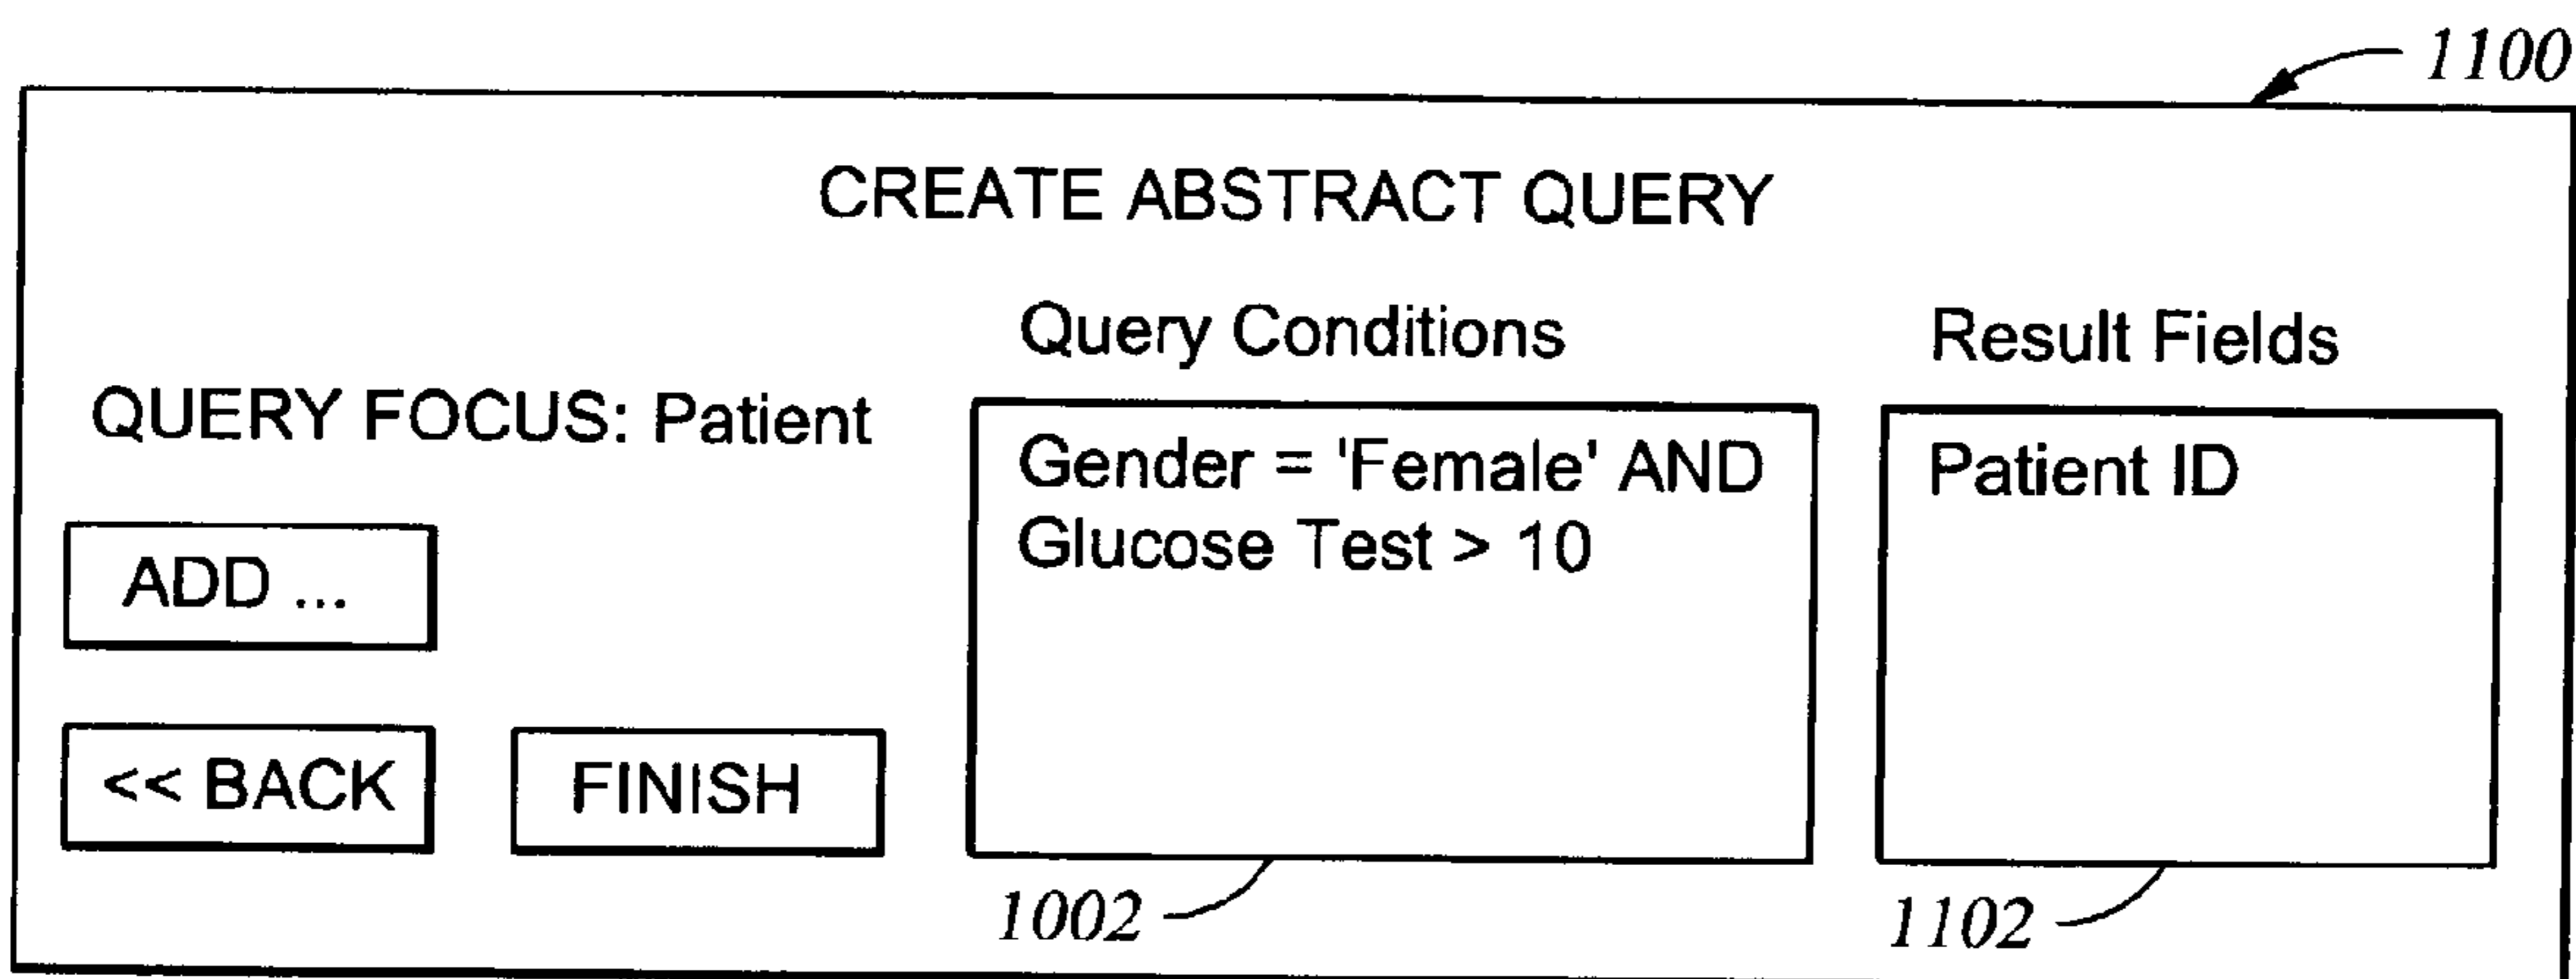 1100
CREATE ABSTRACT QUERY
Query Conditions
Result Fields
QUERY FOCUS: Patient
Gender = 'Female' AND
Glucose Test > 10
Patient ID
ADD ...
<< BACK
FINISH
1002
1102